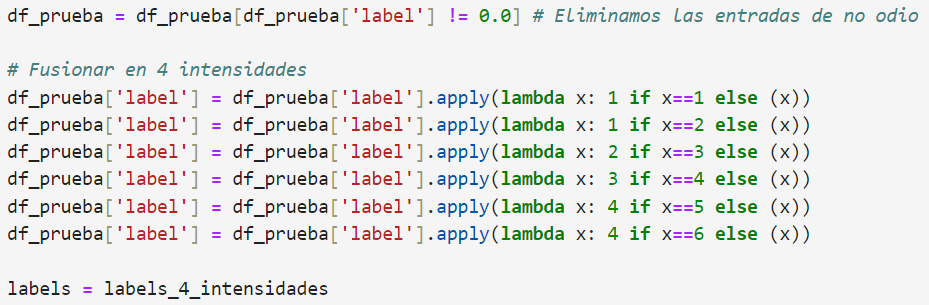 df_prueba = df_prueba[df_prueba['label'] != 0.0] # Eliminamos las entradas de no odio
# Fusionar en 4 intensidades
df_prueba['label'] = df_prueba['label'].apply(lambda x: 1 if x==1 else (x))
df_prueba['label'] = df_prueba['label'].apply(lambda x: 1 if x==2 else (x))
df_prueba['label'] = df_prueba['label'].apply(lambda x: 2 if x==3 else (x))
df_prueba['label'] = df_prueba['label'].apply(lambda x: 3 if x==4 else (x))
df_prueba['label'] = df_prueba['label'].apply(lambda x: 4 if x==5 else (x))
df_prueba['label'] = df_prueba['label'].apply(lambda x: 4 if x==6 else (x))
labels = labels_4_intensidades